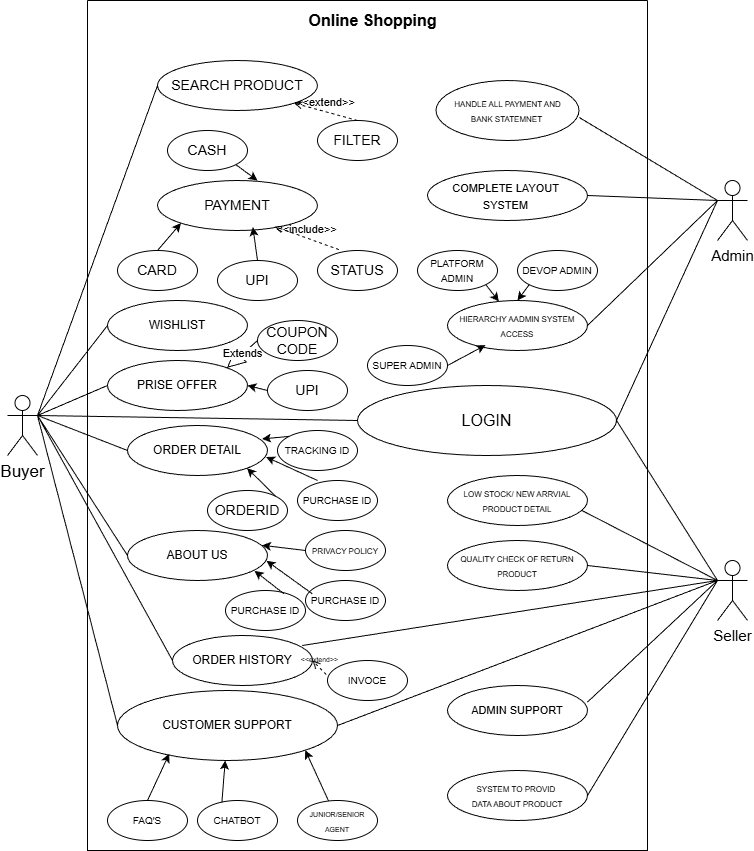 Online Shopping
SEARCH PRODUCT
<<extend>>
FILTER
HANDLE ALL PAYMENT AND
BANK STATEMNET
CASH
PAYMENT
<<include>>
CARD
UPI
STATUS
COMPLETE LAYOUT
SYSTEM
Admin
PLATFORM
ADMIN
DEVOP ADMIN
HIERARCHY AADMIN SYSTEM
ACCESS
SUPER ADMIN
WISHLIST
COUPON
CODE
Extends
PRISE OFFER
UPI
LOGIN
Buyer
ORDER DETAIL
TRACKING ID
PURCHASE ID
ORDERID
LOW STOCK/ NEW ARRVIAL
PRODUCT DETAIL
ABOUT US
PRIVACY POLICY
PURCHASE ID
PURCHASE ID
QUALITY CHECK OF RETURN
PRODUCT
Seller
ORDER HISTORY
<<extend>>
INVOCE
CUSTOMER SUPPORT
ADMIN SUPPORT
FAQ'S
CHATBOT
JUNIOR/SENIOR
AGENT
SYSTEM TO PROVID
DATA ABOUT PRODUCT